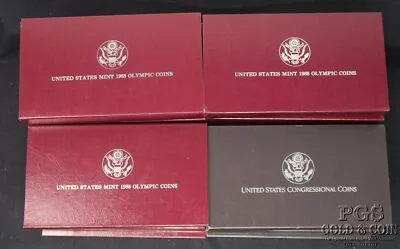 UNITED STATES MINT 1988 OLYMPIC COINS
UNITED STATES MINT 1988 OLYMPIC COINS
UNITED STATES MINT 1988 OLYMPIC COINS
UNITED STATES CONGRESSIONAL COINS
PGS
GOLD & COIN